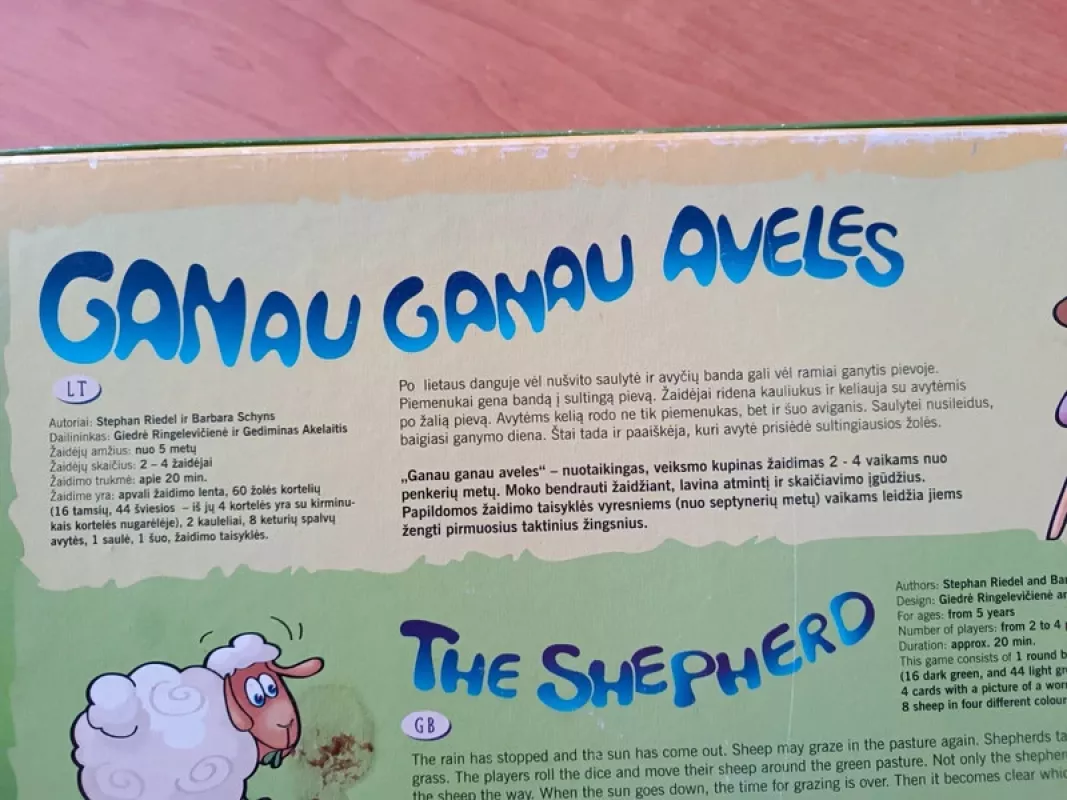 GANAU GANAU AVELES
LT
Autoriai: Stephan Riedel ir Barbara Schyns
Dailininkas: Giedrė Ringelevičienė ir Gediminas Akelaitis
Žaidėjų amžius: nuo 5 metų
Žaidėjų skaičius: 2 – 4 žaidėjai
Žaidimo trukmė: apie 20 min.
Žaidime yra: apvali žaidimo lenta, 60 žolės kortelių
(16 tamsių, 44 šviesios – iš jų 4 kortelės yra su kirminu-
kais kortelės nugarėlėje), 2 kauleliai, 8 keturių spalvų
avytės, 1 saulė, 1 šuo, žaidimo taisyklės.
Po lietaus danguje vėl nušvito saulytė ir avyčių banda gali vėl ramiai ganytis pievoje.
Piemenukai gena bandą į sultingą pievą. Žaidėjai ridena kauliukus ir keliauja su avytėmis
po žalią pievą. Avytėms kelią rodo ne tik piemenukas, bet ir šuo aviganis. Saulytei nusileidus,
baigiasi ganymo diena. Štai tada ir paaiškėja, kuri avytė prisiėdė sultingiausios žolės.
„Ganau ganau aveles“ – nuotaikingas, veiksmo kupinas žaidimas 2 - 4 vaikams nuo
penkerių metų. Moko bendrauti žaidžiant, lavina atmintį ir skaičiavimo įgūdžius.
Papildomos žaidimo taisyklės vyresniems (nuo septynerių metų) vaikams leidžia jiems
žengti pirmuosius taktinius žingsnius.
THE SHEPHERD
GB
Authors: Stephan Riedel and
Design: Giedrė Ringelevičienė
For ages: from 5 years
Number of players: from 2 to 4
Duration: approx. 20 min.
This game consists of 1 round
(16 dark green, and 44 light
4 cards with a picture of a
8 sheep in four different
The rain has stopped and the sun has come out. Sheep may graze in the pasture again. Shepherds
grass. The players roll the dice and move their sheep around the green pasture. Not only the
the sheep the way. When the sun goes down, the time for grazing is over. Then it becomes clear